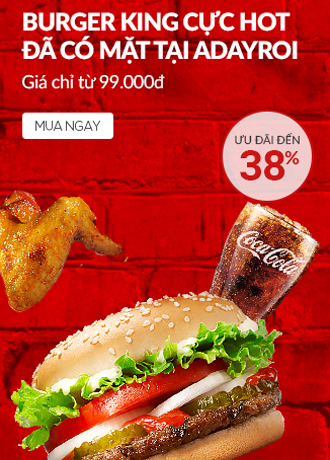 BURGER KING CỰC HOT
ĐÃ CÓ MẶT TẠI ADAYROI
Giá chỉ từ 99.000đ
MUA NGAY
ƯU ĐÃI ĐẾN
38%
Coca-Cola